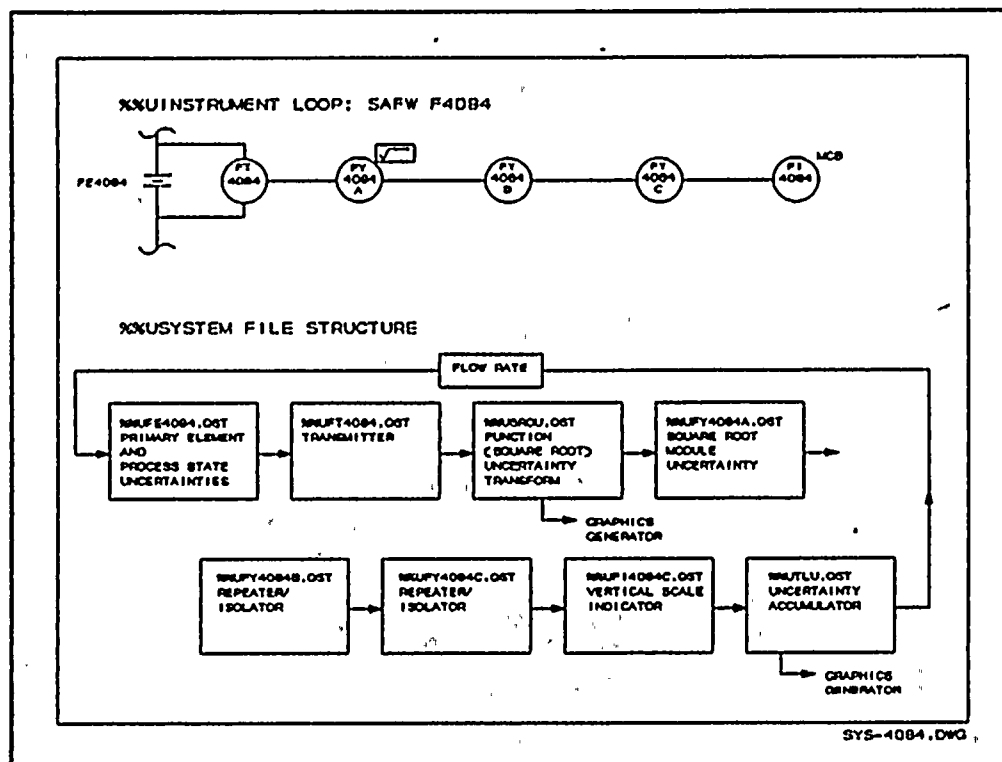 %%UINSTRUMENT LOOP: SAFW F4084
FE4084
FT
4084
FY
4084
A
FY
4084
B
FY
4084
C
FI
4084
MCB
%%USYSTEM FILE STRUCTURE
FLOW RATE
%%UFE4084.OST
PRIMARY ELEMENT
AND
PROCESS STATE
UNCERTAINTIES
%%UFT4084.OST
TRANSMITTER
%%USRCU.OST
FUNCTION
(SQUARE ROOT)
UNCERTAINTY
TRANSFORM
%%UFY4084A.OST
SQUARE ROOT
MODULE
UNCERTAINTY
GRAPHICS
GENERATOR
%%UFY4084B.OST
REPEATER/
ISOLATOR
%%UFY4084C.OST
REPEATER/
ISOLATOR
%%UFI4084C.OST
VERTICAL SCALE
INDICATOR
%%UTLU.OST
UNCERTAINTY
ACCUMULATOR
GRAPHICS
GENERATOR
SYS-4084.DWG